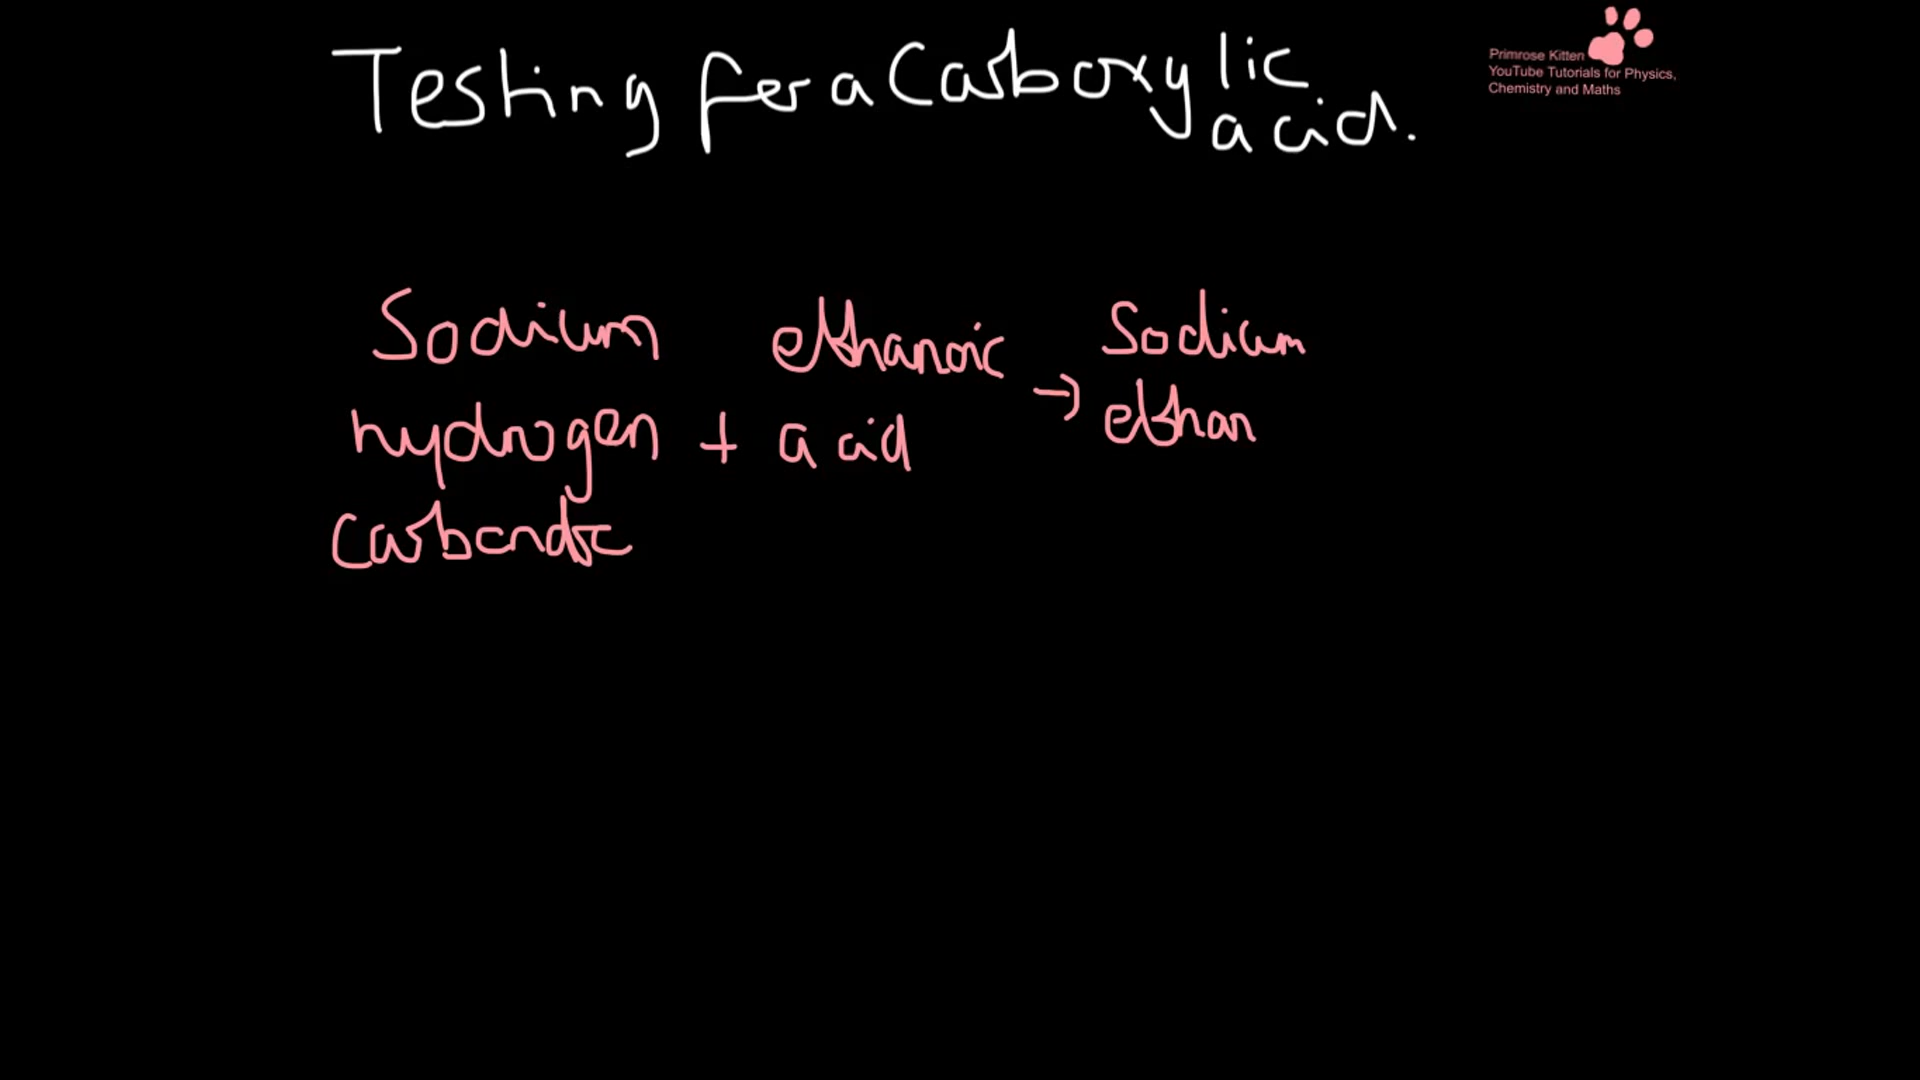 Testing for a Carboxylic
acid.
Primrose Kitten
YouTube Tutorials for Physics,
Chemistry and Maths
Sodium ethanoic → Sodium
hydrogen + acid ethan
Carbonate